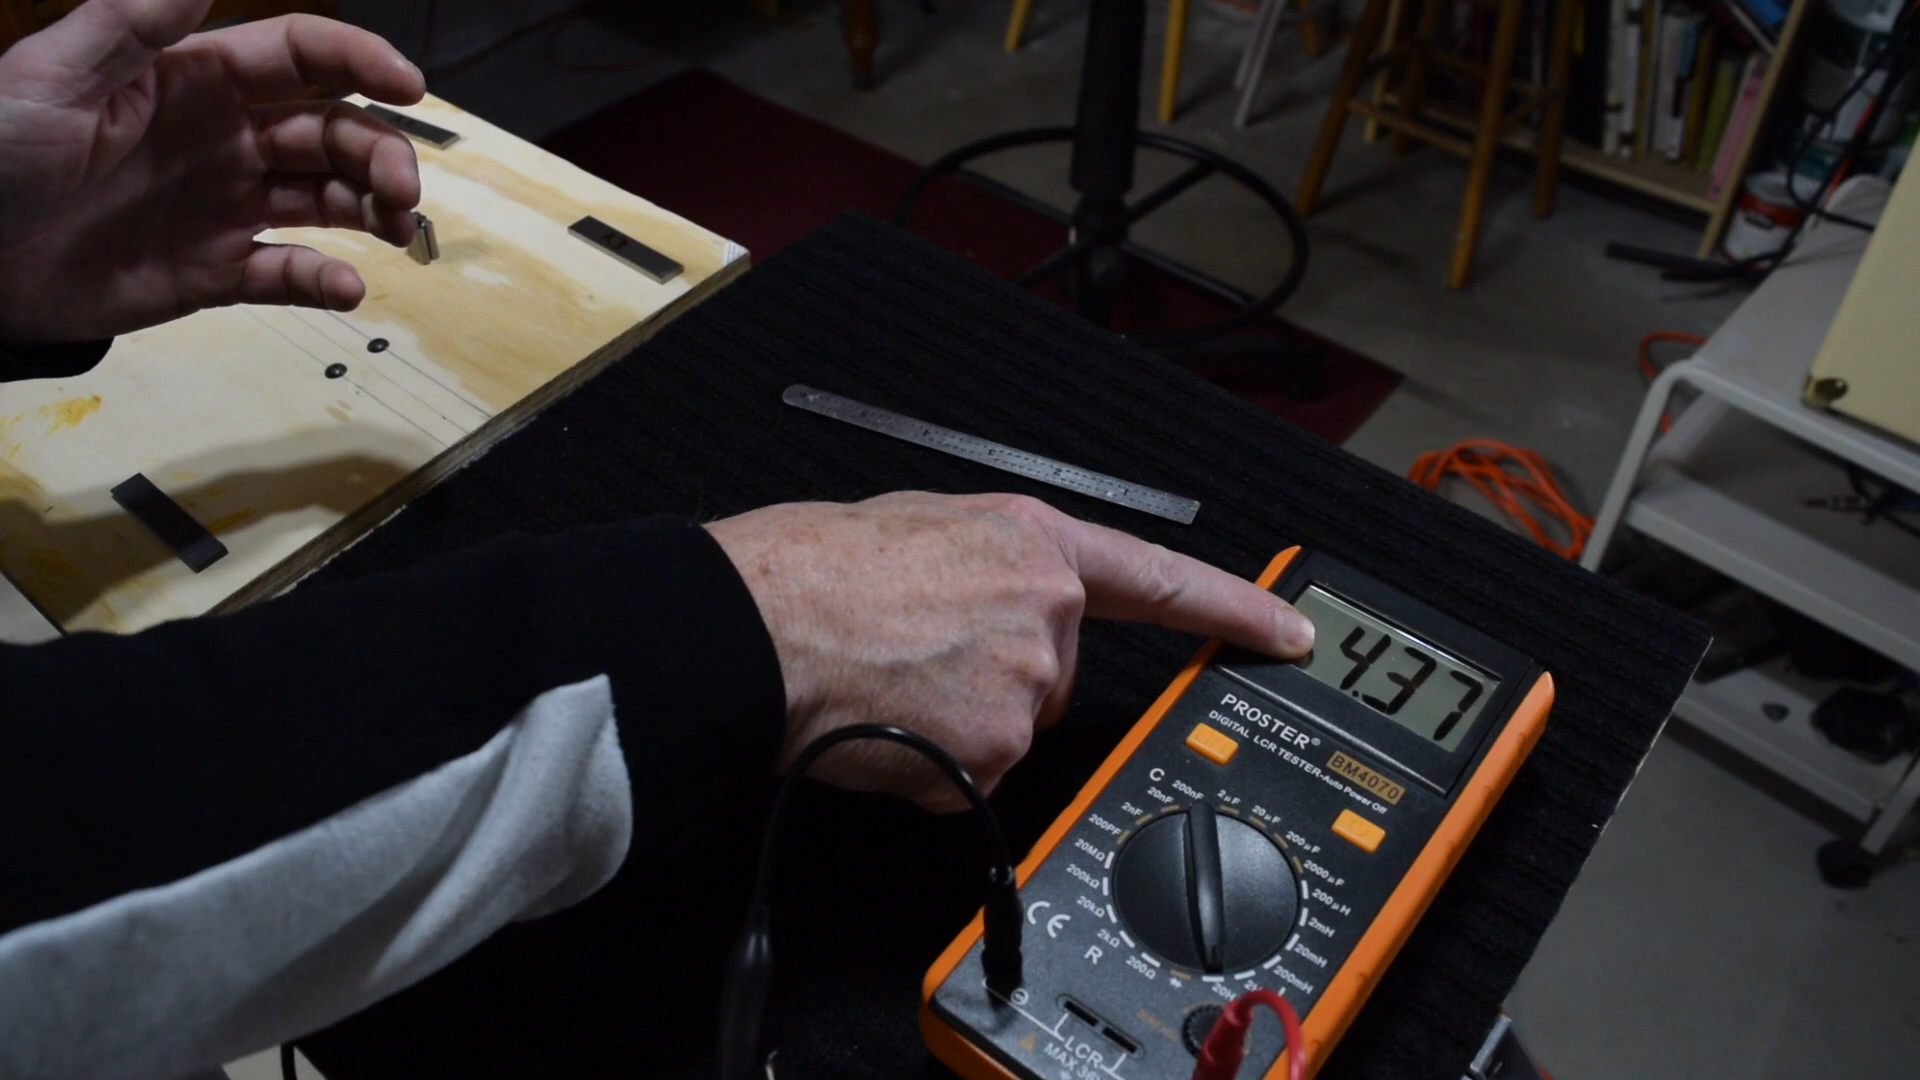 4.37
PROSTER®
DIGITAL LCR TESTER-Auto Power Off
BM4070
C
200nF
2µF
20nF
20µF
2nF
200µF
200PF
2000µF
20MΩ
200µH
200kΩ
2mH
20kΩ
20mH
2kΩ
200mH
200Ω
20H
R
CE
LCR